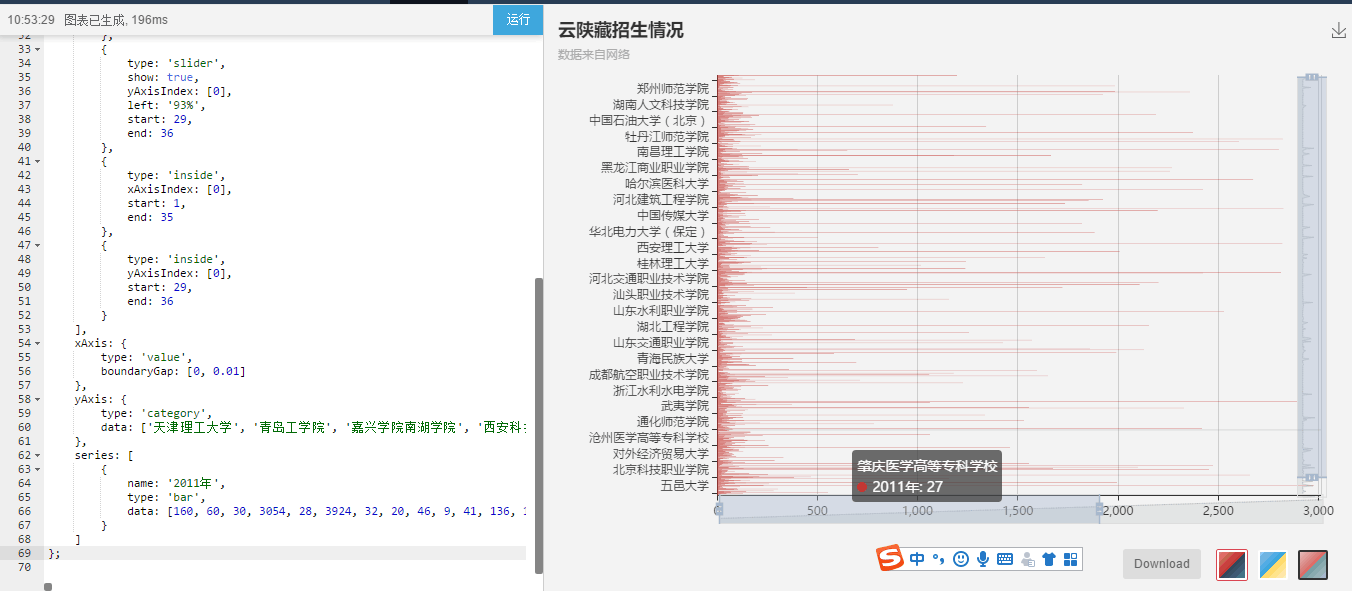 10:53:29 图表已生成, 196ms
运行
32 },
33 {
34 type: 'slider',
35 show: true,
36 yAxisIndex: [0],
37 left: '93%',
38 start: 29,
39 end: 36
40 },
41 {
42 type: 'inside',
43 xAxisIndex: [0],
44 start: 1,
45 end: 35
46 },
47 {
48 type: 'inside',
49 yAxisIndex: [0],
50 start: 29,
51 end: 36
52 }
53 ],
54 xAxis: {
55 type: 'value',
56 boundaryGap: [0, 0.01]
57 },
58 yAxis: {
59 type: 'category',
60 data: ['天津理工大学', '青岛工学院', '嘉兴学院南湖学院', '西安科
61 },
62 series: [
63 {
64 name: '2011年',
65 type: 'bar',
66 data: [160, 60, 30, 3054, 28, 3924, 32, 20, 46, 9, 41, 136,
67 }
68 ]
69 };
70
云陕藏招生情况
数据来自网络
郑州师范学院
湖南人文科技学院
中国石油大学（北京）
牡丹江师范学院
南昌理工学院
黑龙江商业职业学院
哈尔滨医科大学
河北建筑工程学院
中国传媒大学
华北电力大学（保定）
西安理工大学
桂林理工大学
河北交通职业技术学院
汕头职业技术学院
山东水利职业学院
湖北工程学院
山东交通职业学院
青海民族大学
成都航空职业技术学院
浙江水利水电学院
武夷学院
通化师范学院
沧州医学高等专科学校
对外经济贸易大学
北京科技职业学院
五邑大学
肇庆医学高等专科学校
2011年: 27
0 500 1,000 1,500 2,000 2,500 3,000
S 中
Download